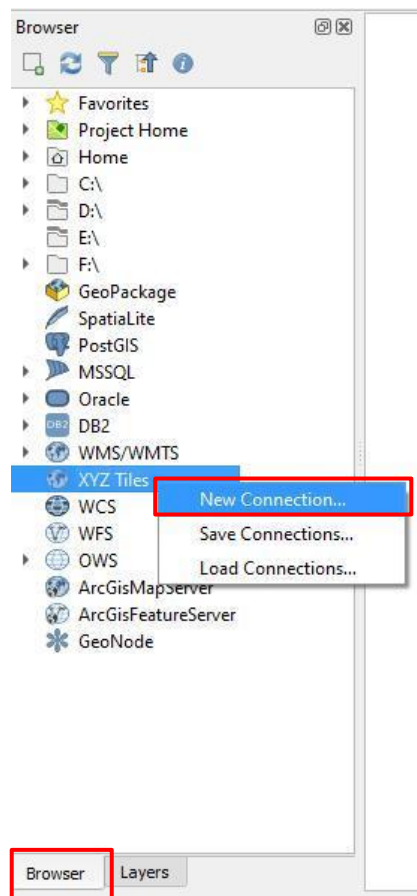 Browser
Favorites
Project Home
Home
C:\
D:\
E:\
F:\
GeoPackage
SpatiaLite
PostGIS
MSSQL
Oracle
DB2 DB2
WMS/WMTS
XYZ Tiles
New Connection...
WCS
WFS
Save Connections...
OWS
Load Connections...
ArcGisMapServer
ArcGisFeatureServer
GeoNode
Browser Layers